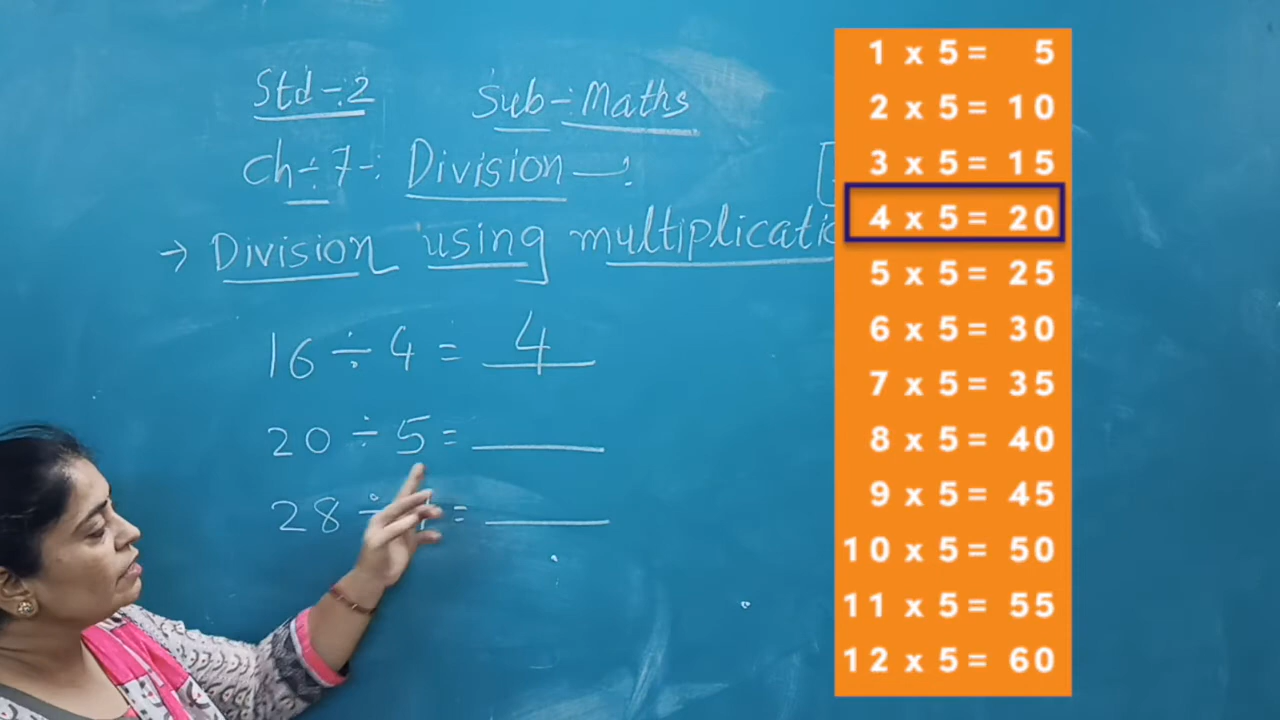 Std-:2 Sub-:Maths
Ch-:7-: Division-:
→ Division using multiplicatio
16 ÷ 4 = 4
20 ÷ 5 =
28 ÷ =
1 x 5 = 5
2 x 5 = 10
3 x 5 = 15
4 x 5 = 20
5 x 5 = 25
6 x 5 = 30
7 x 5 = 35
8 x 5 = 40
9 x 5 = 45
10 x 5 = 50
11 x 5 = 55
12 x 5 = 60